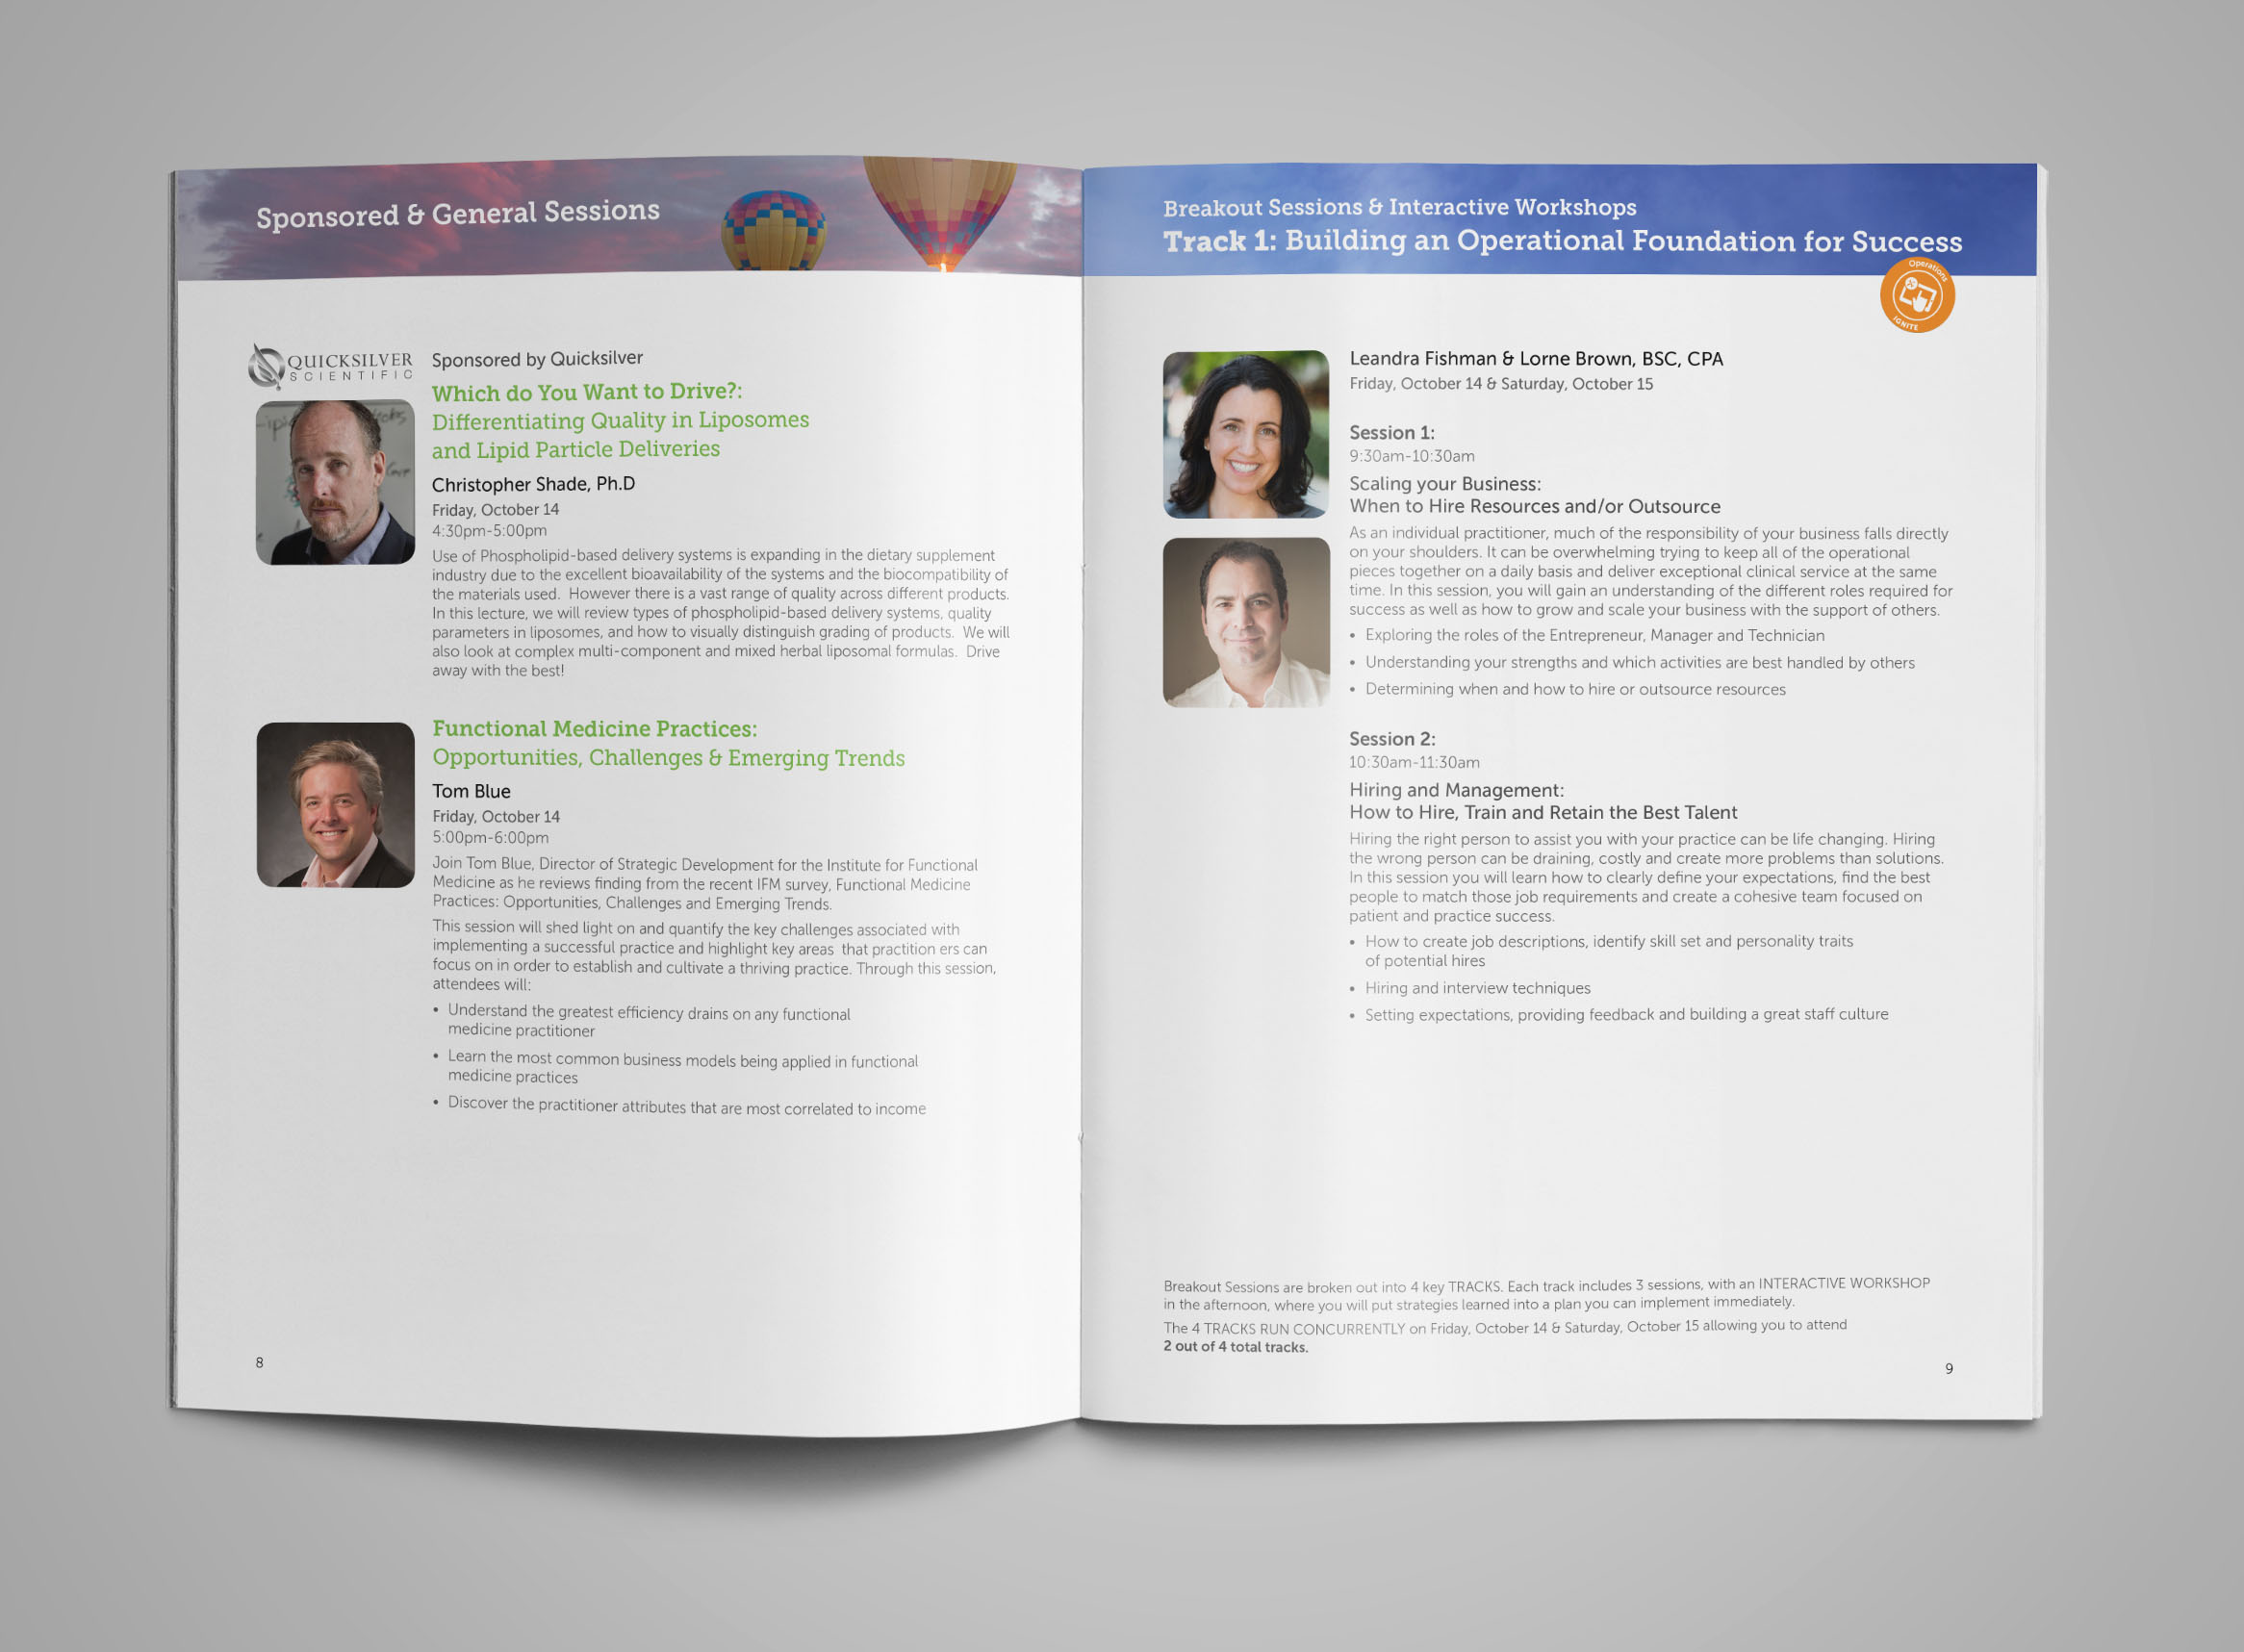 Sponsored & General Sessions
QUICKSILVER
SCIENTIFIC
Sponsored by Quicksilver
Which do You Want to Drive?:
Differentiating Quality in Liposomes
and Lipid Particle Deliveries
Christopher Shade, Ph.D
Friday, October 14
4:30pm-5:00pm
Use of Phospholipid-based delivery systems is expanding in the dietary supplement
industry due to the excellent bioavailability of the systems and the biocompatibility of
the materials used. However there is a vast range of quality across different products.
In this lecture, we will review types of phospholipid-based delivery systems, quality
parameters in liposomes, and how to visually distinguish grading of products. We will
also look at complex multi-component and mixed herbal liposomal formulas. Drive
away with the best!
Functional Medicine Practices:
Opportunities, Challenges & Emerging Trends
Tom Blue
Friday, October 14
5:00pm-6:00pm
Join Tom Blue, Director of Strategic Development for the Institute for Functional
Medicine as he reviews finding from the recent IFM survey, Functional Medicine
Practices: Opportunities, Challenges and Emerging Trends.
This session will shed light on and quantify the key challenges associated with
implementing a successful practice and highlight key areas that practition ers can
focus on in order to establish and cultivate a thriving practice. Through this session,
attendees will:
• Understand the greatest efficiency drains on any functional
medicine practitioner
• Learn the most common business models being applied in functional
medicine practices
• Discover the practitioner attributes that are most correlated to income
8
Breakout Sessions & Interactive Workshops
Track 1: Building an Operational Foundation for Success
Operations
IGNITE
Leandra Fishman & Lorne Brown, BSC, CPA
Friday, October 14 & Saturday, October 15
Session 1:
9:30am-10:30am
Scaling your Business:
When to Hire Resources and/or Outsource
As an individual practitioner, much of the responsibility of your business falls directly
on your shoulders. It can be overwhelming trying to keep all of the operational
pieces together on a daily basis and deliver exceptional clinical service at the same
time. In this session, you will gain an understanding of the different roles required for
success as well as how to grow and scale your business with the support of others.
• Exploring the roles of the Entrepreneur, Manager and Technician
• Understanding your strengths and which activities are best handled by others
• Determining when and how to hire or outsource resources
Session 2:
10:30am-11:30am
Hiring and Management:
How to Hire, Train and Retain the Best Talent
Hiring the right person to assist you with your practice can be life changing. Hiring
the wrong person can be draining, costly and create more problems than solutions.
In this session you will learn how to clearly define your expectations, find the best
people to match those job requirements and create a cohesive team focused on
patient and practice success.
• How to create job descriptions, identify skill set and personality traits
of potential hires
• Hiring and interview techniques
• Setting expectations, providing feedback and building a great staff culture
Breakout Sessions are broken out into 4 key TRACKS. Each track includes 3 sessions, with an INTERACTIVE WORKSHOP
in the afternoon, where you will put strategies learned into a plan you can implement immediately.
The 4 TRACKS RUN CONCURRENTLY on Friday, October 14 & Saturday, October 15 allowing you to attend
2 out of 4 total tracks.
9